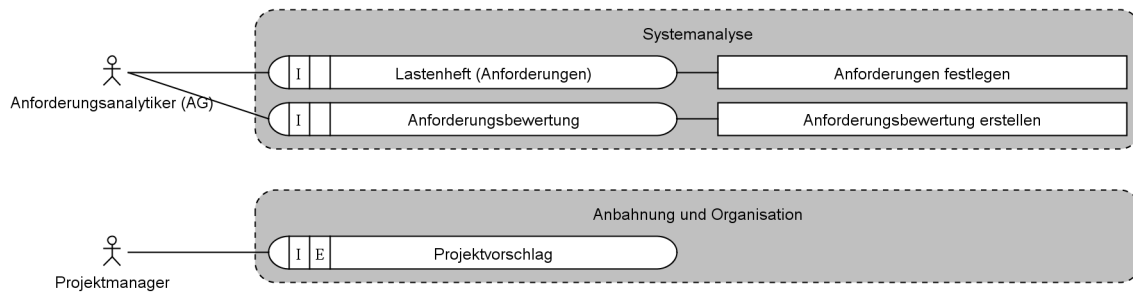 Systemanalyse
I Lastenheft (Anforderungen) Anforderungen festlegen
Anforderungsanalytiker (AG)
I Anforderungsbewertung Anforderungsbewertung erstellen
Anbahnung und Organisation
I E Projektvorschlag
Projektmanager